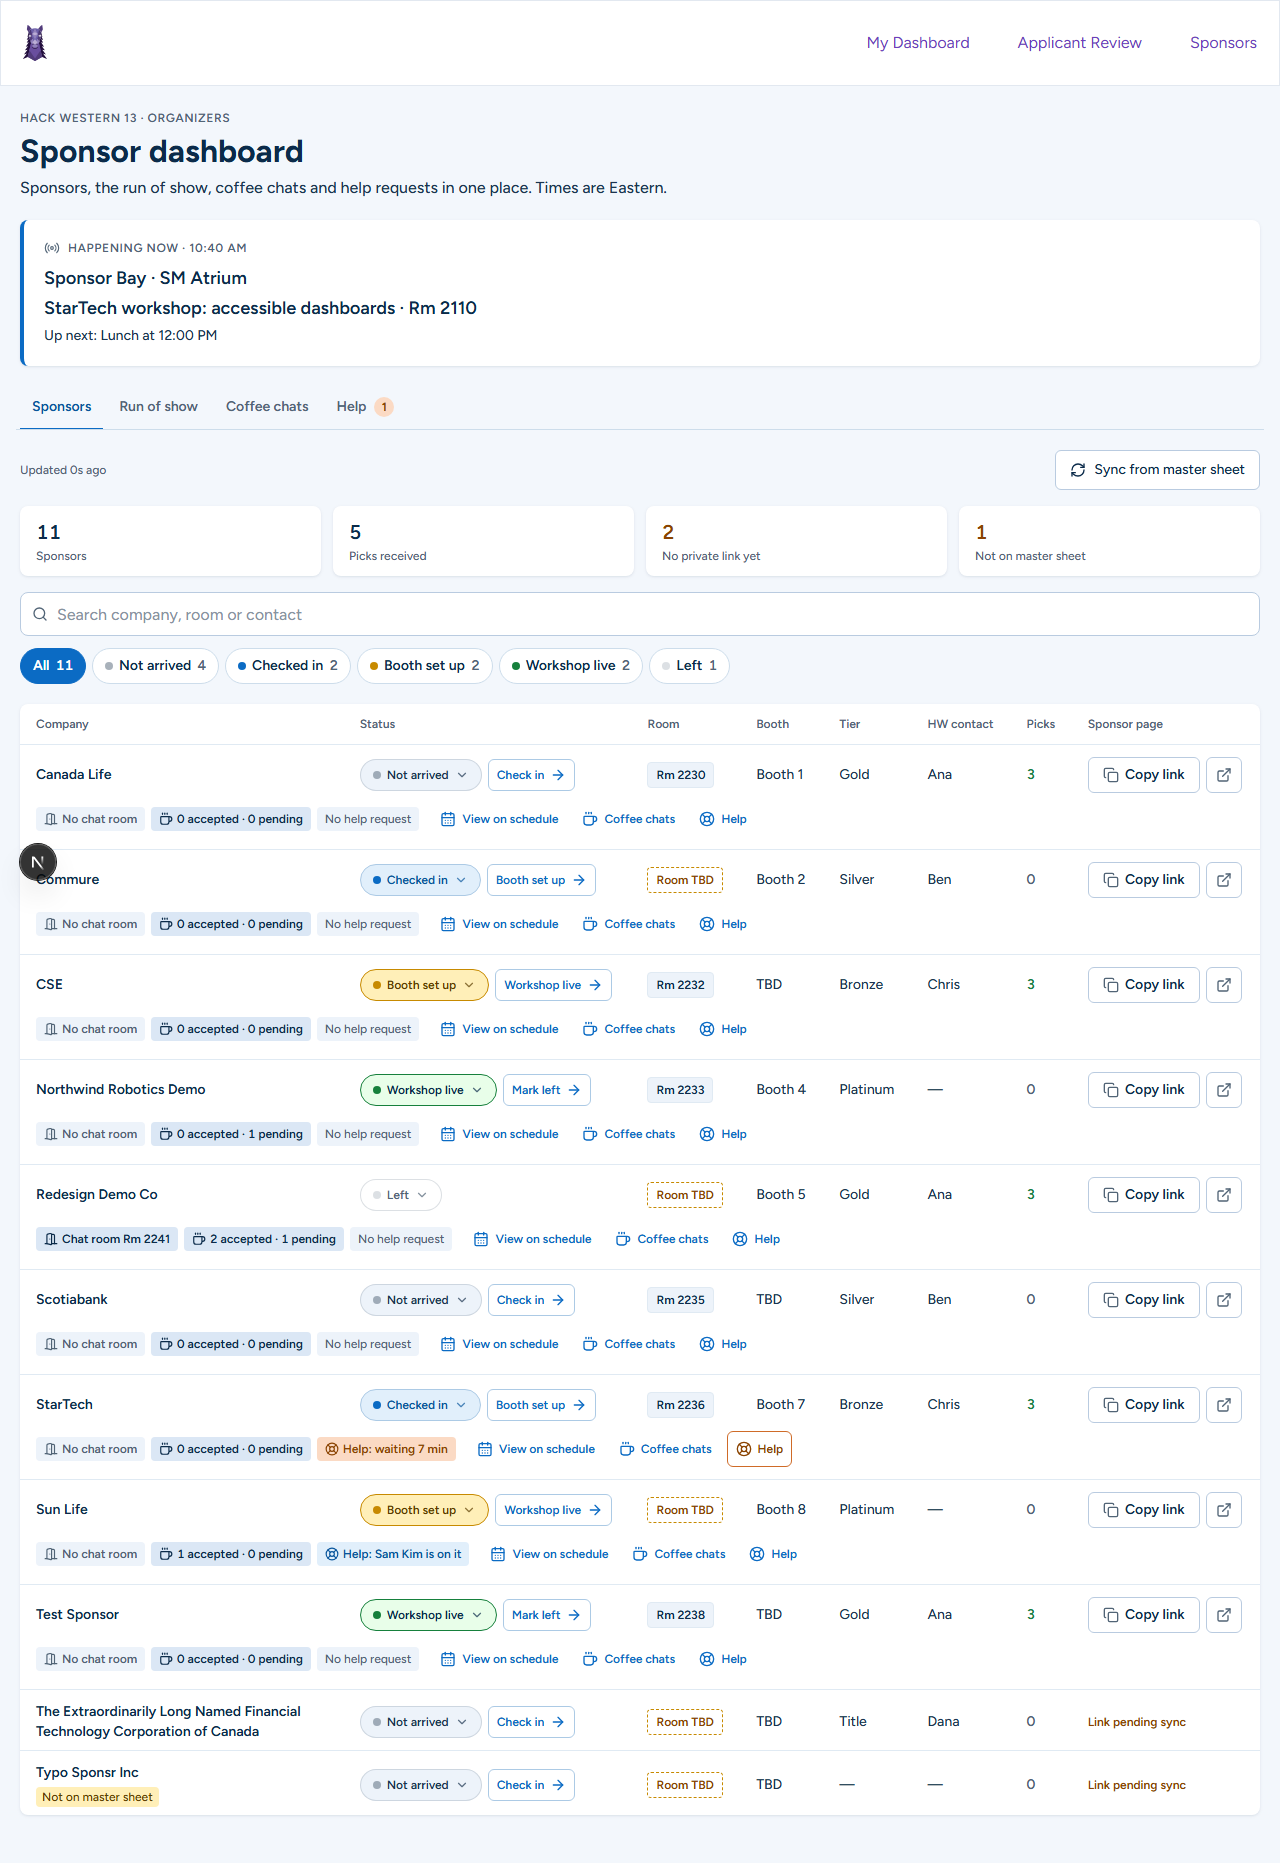 My Dashboard Applicant Review Sponsors
HACK WESTERN 13 · ORGANIZERS
Sponsor dashboard
Sponsors, the run of show, coffee chats and help requests in one place. Times are Eastern.
HAPPENING NOW · 10:40 AM
Sponsor Bay · SM Atrium
StarTech workshop: accessible dashboards · Rm 2110
Up next: Lunch at 12:00 PM
Sponsors Run of show Coffee chats Help 1
Updated 0s ago Sync from master sheet
11 5 2 1
Sponsors Picks received No private link yet Not on master sheet
Search company, room or contact
All 11 Not arrived 4 Checked in 2 Booth set up 2 Workshop live 2 Left 1
Company Status Room Booth Tier HW contact Picks Sponsor page
Canada Life Not arrived Check in Rm 2230 Booth 1 Gold Ana 3 Copy link
No chat room 0 accepted · 0 pending No help request View on schedule Coffee chats Help
N
Commure Checked in Booth set up Room TBD Booth 2 Silver Ben 0 Copy link
No chat room 0 accepted · 0 pending No help request View on schedule Coffee chats Help
CSE Booth set up Workshop live Rm 2232 TBD Bronze Chris 3 Copy link
No chat room 0 accepted · 0 pending No help request View on schedule Coffee chats Help
Northwind Robotics Demo Workshop live Mark left Rm 2233 Booth 4 Platinum — 0 Copy link
No chat room 0 accepted · 1 pending No help request View on schedule Coffee chats Help
Redesign Demo Co Left Room TBD Booth 5 Gold Ana 3 Copy link
Chat room Rm 2241 2 accepted · 1 pending No help request View on schedule Coffee chats Help
Scotiabank Not arrived Check in Rm 2235 TBD Silver Ben 0 Copy link
No chat room 0 accepted · 0 pending No help request View on schedule Coffee chats Help
StarTech Checked in Booth set up Rm 2236 Booth 7 Bronze Chris 3 Copy link
No chat room 0 accepted · 0 pending Help: waiting 7 min View on schedule Coffee chats Help
Sun Life Booth set up Workshop live Room TBD Booth 8 Platinum — 0 Copy link
No chat room 1 accepted · 0 pending Help: Sam Kim is on it View on schedule Coffee chats Help
Test Sponsor Workshop live Mark left Rm 2238 TBD Gold Ana 3 Copy link
No chat room 0 accepted · 0 pending No help request View on schedule Coffee chats Help
The Extraordinarily Long Named Financial
Technology Corporation of Canada Not arrived Check in Room TBD TBD Title Dana 0 Link pending sync
Typo Sponsr Inc Not arrived Check in Room TBD TBD — — 0 Link pending sync
Not on master sheet